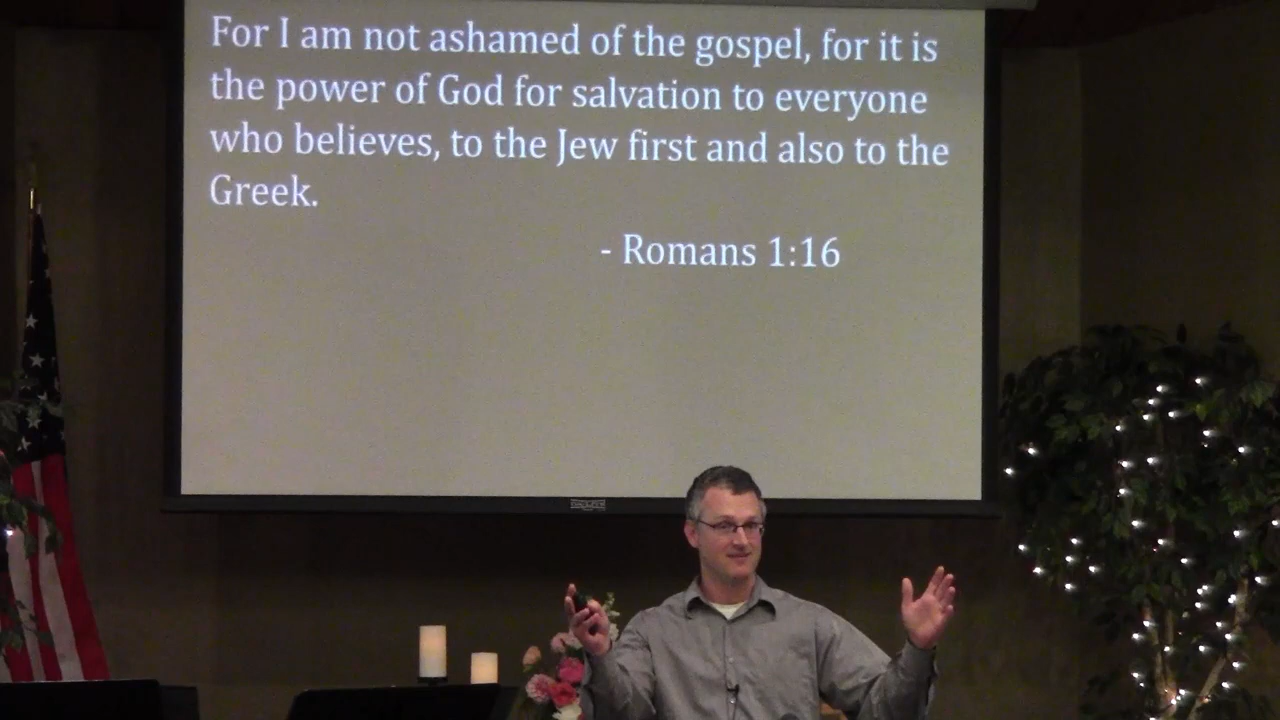 For I am not ashamed of the gospel, for it is
the power of God for salvation to everyone
who believes, to the Jew first and also to the
Greek.
- Romans 1:16